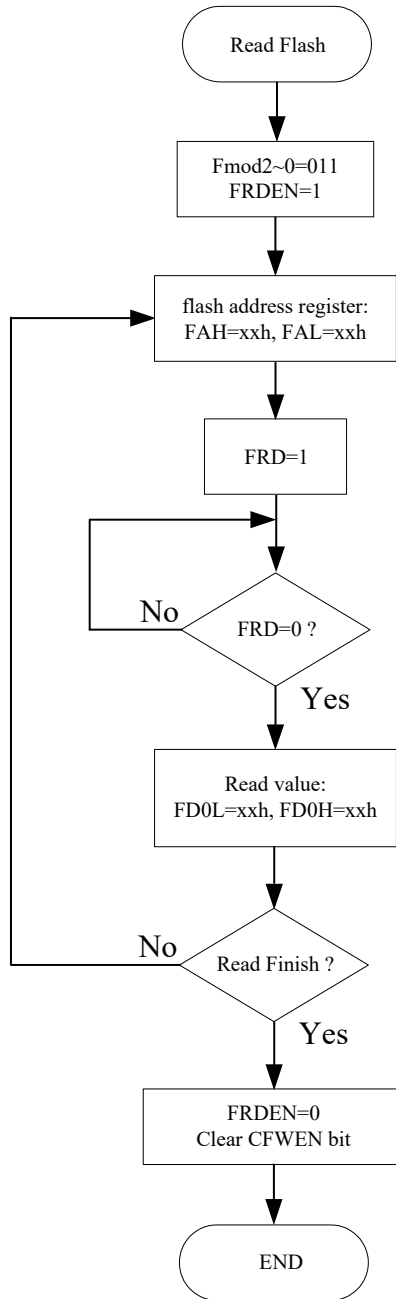 Read Flash
Fmod2~0=011
FRDEN=1
flash address register:
FAH=xxh, FAL=xxh
FRD=1
No
FRD=0 ?
Yes
Read value:
FD0L=xxh, FD0H=xxh
No
Read Finish ?
Yes
FRDEN=0
Clear CFWEN bit
END